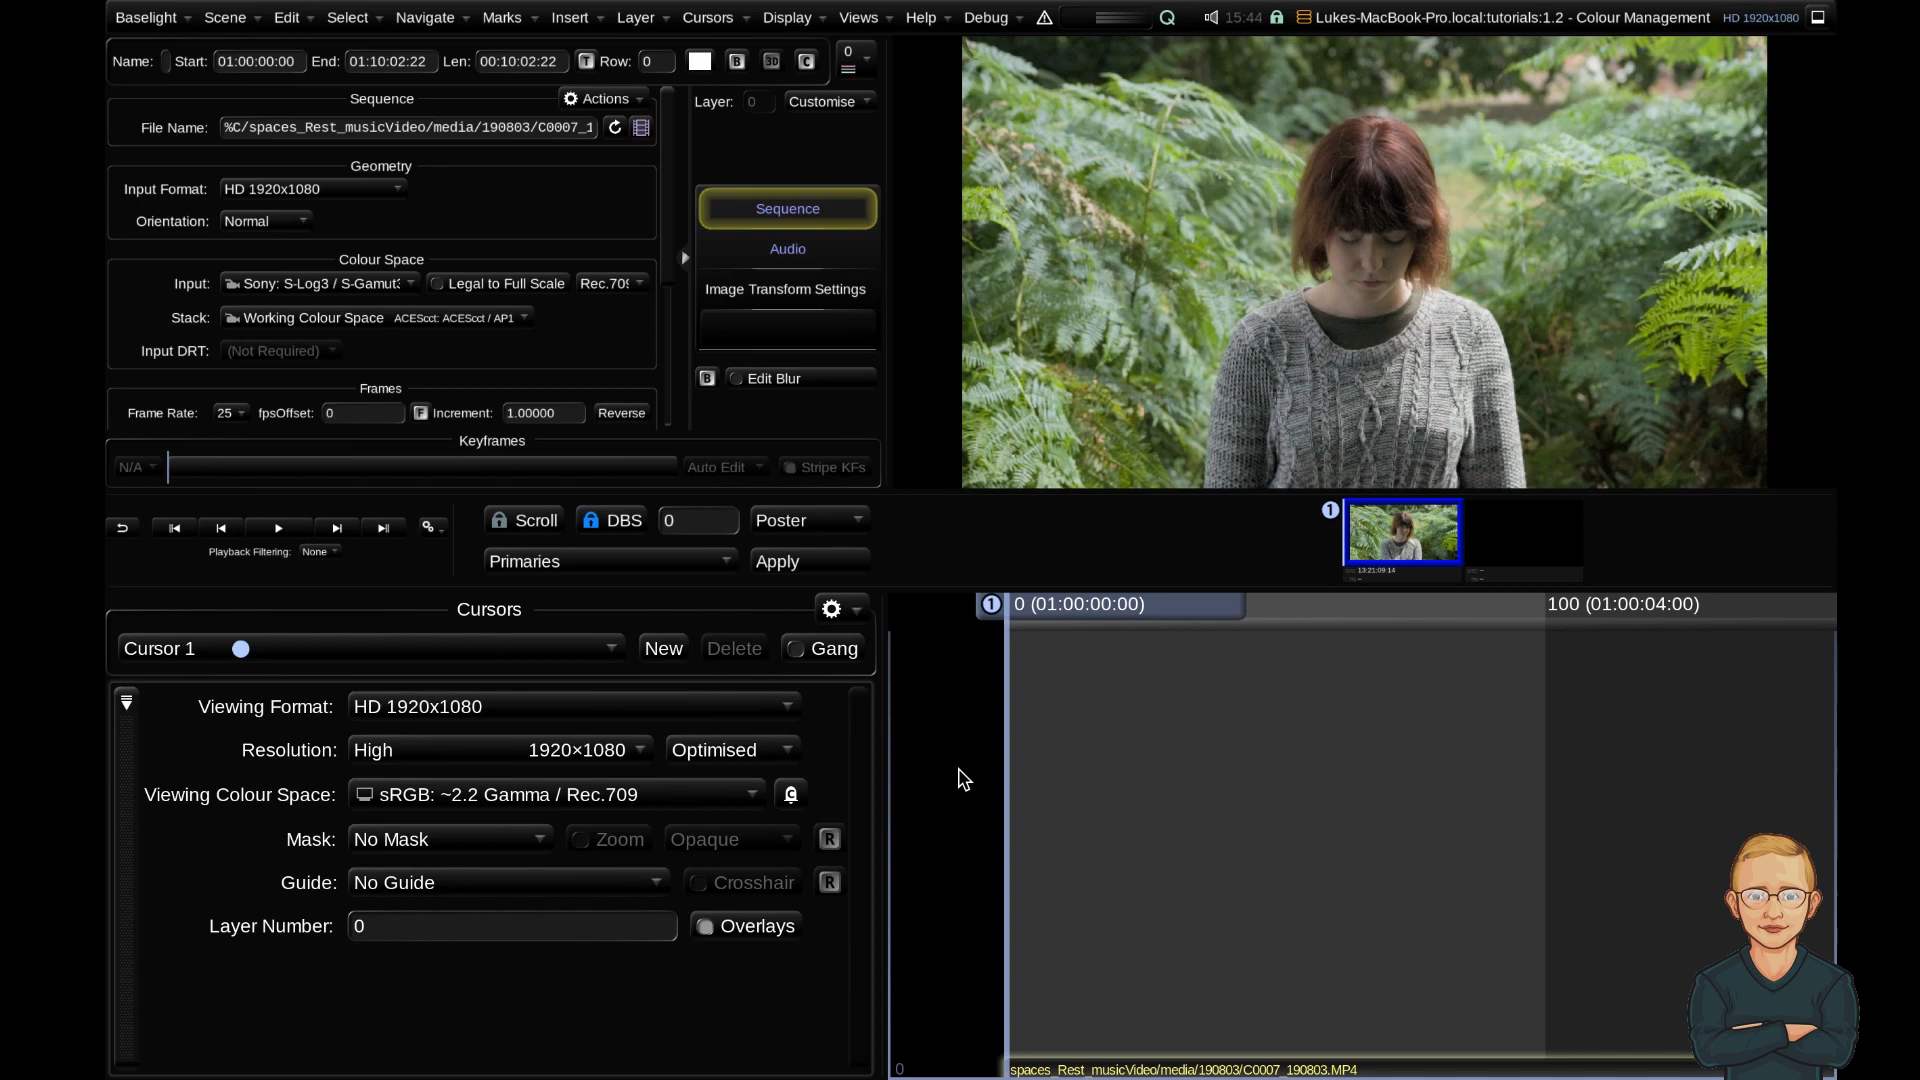 Baselight Scene Edit Select Navigate Marks Insert Layer Cursors Display Views Help Debug 15:44 Lukes-MacBook-Pro.local:tutorials:1.2 - Colour Management HD 1920x1080
Name: Start: 01:00:00:00 End: 01:10:02:22 Len: 00:10:02:22 T Row: 0 B 3D C 0
Sequence Actions
Layer: 0 Customise
File Name: %C/spaces_Rest_musicVideo/media/190803/C0007_1
Geometry
Input Format: HD 1920x1080
Orientation: Normal
Sequence
Audio
Image Transform Settings
Colour Space
Input: Sony: S-Log3 / S-Gamut3 Legal to Full Scale Rec.709
Stack: Working Colour Space ACEScct: ACEScct / AP1
Input DRT: (Not Required)
B Edit Blur
Frames
Frame Rate: 25 fpsOffset: 0 F Increment: 1.00000 Reverse
Keyframes
N/A Auto Edit Stripe KFs
Scroll DBS 0 Poster
Playback Filtering: None
Primaries Apply
1
13:21:09:14
Cursors
Cursor 1 New Delete Gang
1 0 (01:00:00:00) 100 (01:00:04:00)
Viewing Format: HD 1920x1080
Resolution: High 1920×1080 Optimised
Viewing Colour Space: sRGB: ~2.2 Gamma / Rec.709
Mask: No Mask Zoom Opaque R
Guide: No Guide Crosshair R
Layer Number: 0 Overlays
0 spaces_Rest_musicVideo/media/190803/C0007_190803.MP4